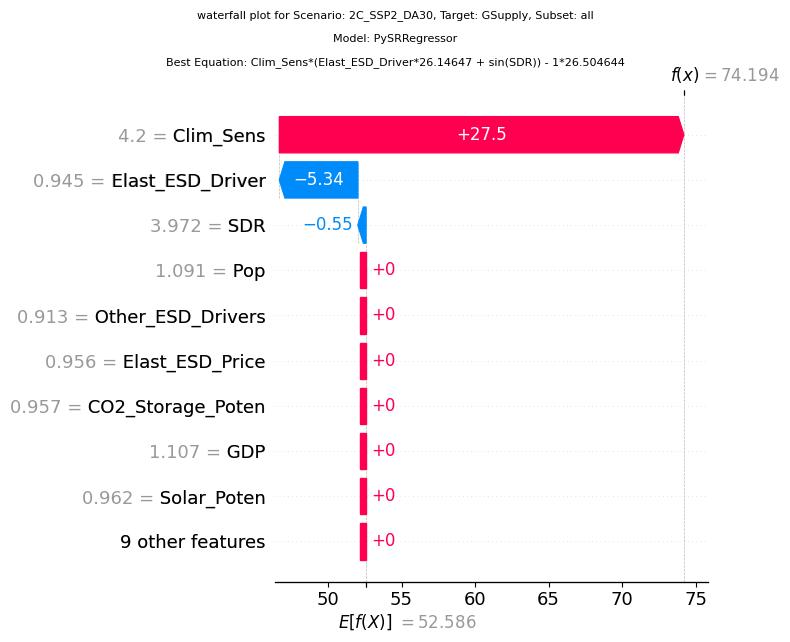 waterfall plot for Scenario: 2C_SSP2_DA30, Target: GSupply, Subset: all
Model: PySRRegressor
Best Equation: Clim_Sens*(Elast_ESD_Driver*26.14647 + sin(SDR)) - 1*26.504644
f(x) = 74.194
4.2 = Clim_Sens +27.5
0.945 = Elast_ESD_Driver −5.34
3.972 = SDR −0.55
1.091 = Pop +0
0.913 = Other_ESD_Drivers +0
0.956 = Elast_ESD_Price +0
0.957 = CO2_Storage_Poten +0
1.107 = GDP +0
0.962 = Solar_Poten +0
9 other features +0
50 55 60 65 70 75
E[f(X)] = 52.586